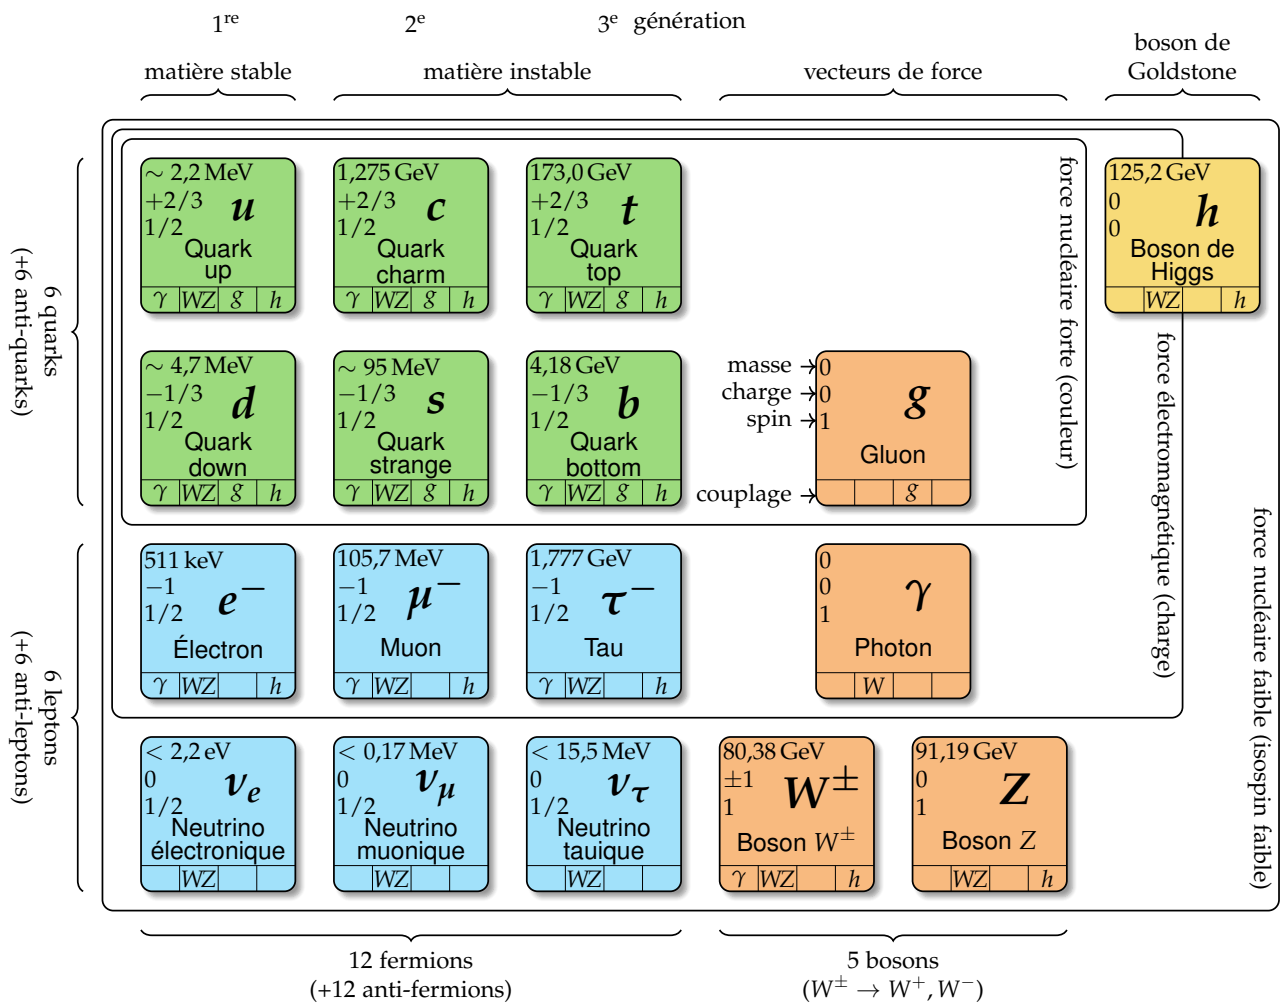 1re 2e 3e génération
matière stable
matière instable
vecteurs de force
boson de
Goldstone
6 quarks
(+6 anti-quarks)
∼ 2,2 MeV
+2/3
1/2
u
Quark
up
γ WZ g h
1,275 GeV
+2/3
1/2
c
Quark
charm
γ WZ g h
173,0 GeV
+2/3
1/2
t
Quark
top
γ WZ g h
125,2 GeV
0
0
h
Boson de
Higgs
WZ h
∼ 4,7 MeV
−1/3
1/2
d
Quark
down
γ WZ g h
∼ 95 MeV
−1/3
1/2
s
Quark
strange
γ WZ g h
4,18 GeV
−1/3
1/2
b
Quark
bottom
γ WZ g h
masse
charge
spin
couplage
0
0
1
g
Gluon
g
force nucléaire forte (couleur)
force électromagnétique (charge)
force nucléaire faible (isospin faible)
6 leptons
(+6 anti-leptons)
511 keV
−1
1/2
e−
Électron
γ WZ h
105,7 MeV
−1
1/2
μ−
Muon
γ WZ h
1,777 GeV
−1
1/2
τ−
Tau
γ WZ h
0
0
1
γ
Photon
W
< 2,2 eV
0
1/2
νe
Neutrino
électronique
WZ
< 0,17 MeV
0
1/2
νμ
Neutrino
muonique
WZ
< 15,5 MeV
0
1/2
ντ
Neutrino
tauique
WZ
80,38 GeV
±1
1
W±
Boson W±
γ WZ h
91,19 GeV
0
1
Z
Boson Z
WZ h
12 fermions
(+12 anti-fermions)
5 bosons
(W± → W+, W−)